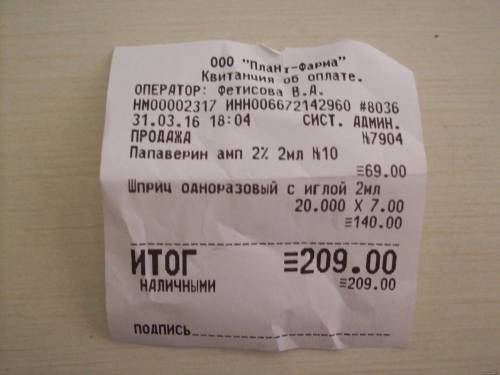 ООО "ПлаНт-Фарма"
Квитанция об оплате.
ОПЕРАТОР: Фетисова В.А.
НМ00002317 ИНН006672142960 #8036
31.03.16 18:04 СИСТ. АДМИН.
ПРОДАЖА №7904
Папаверин амп 2% 2мл №10
≡69.00
Шприц одноразовый с иглой 2мл
20.000 X 7.00
≡140.00
ИТОГ ≡209.00
НАЛИЧНЫМИ ≡209.00
ПОДПИСЬ